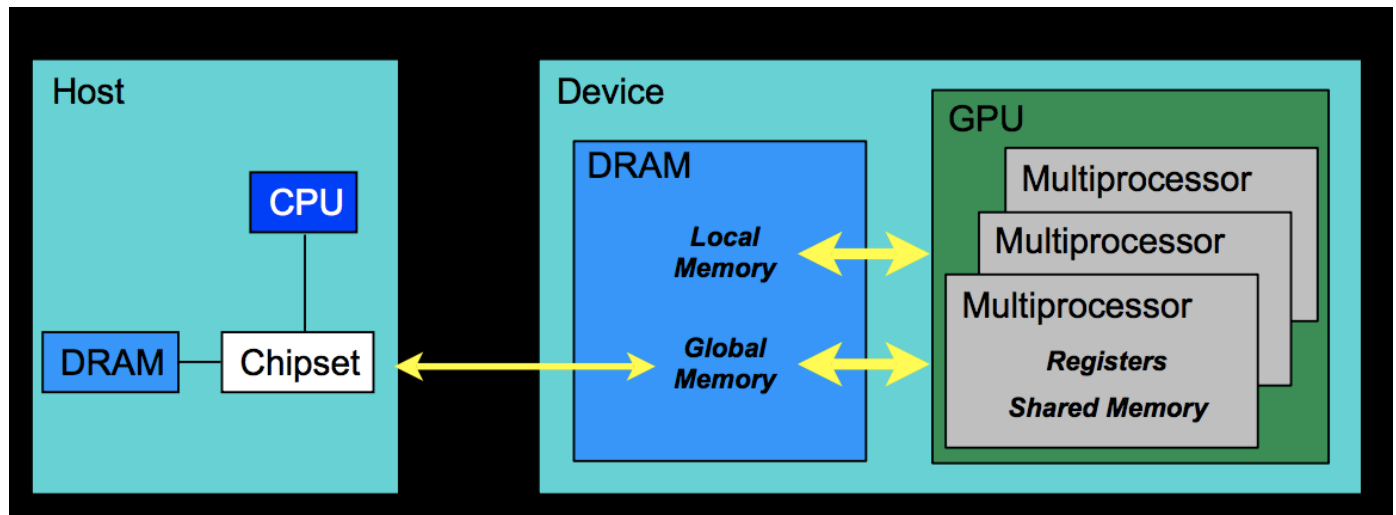 Host
CPU
DRAM
Chipset
Device
DRAM
Local
Memory
Global
Memory
GPU
Multiprocessor
Multiprocessor
Multiprocessor
Registers
Shared Memory